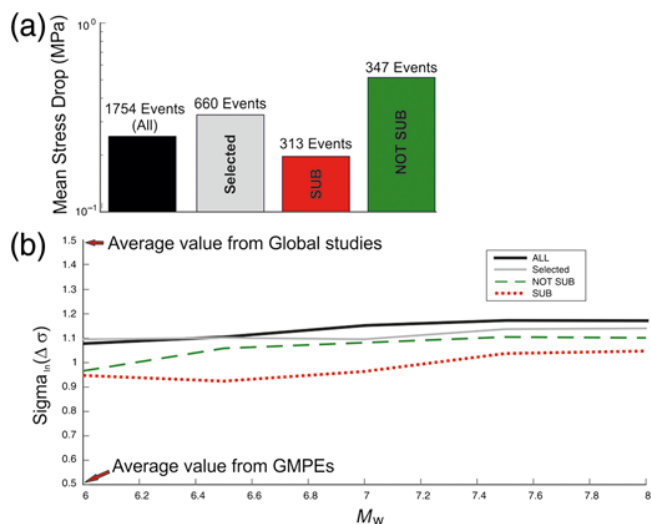 (a)
Mean Stress Drop (MPa)
10⁰
10⁻¹
1754 Events
(All)
660 Events
Selected
313 Events
SUB
347 Events
NOT SUB
(b)
Sigma ln(Δ σ)
1.5
1.4
1.3
1.2
1.1
1
0.9
0.8
0.7
0.6
0.5
Average value from Global studies
ALL
Selected
NOT SUB
SUB
Average value from GMPEs
6 6.2 6.4 6.6 6.8 7 7.2 7.4 7.6 7.8 8
Mw